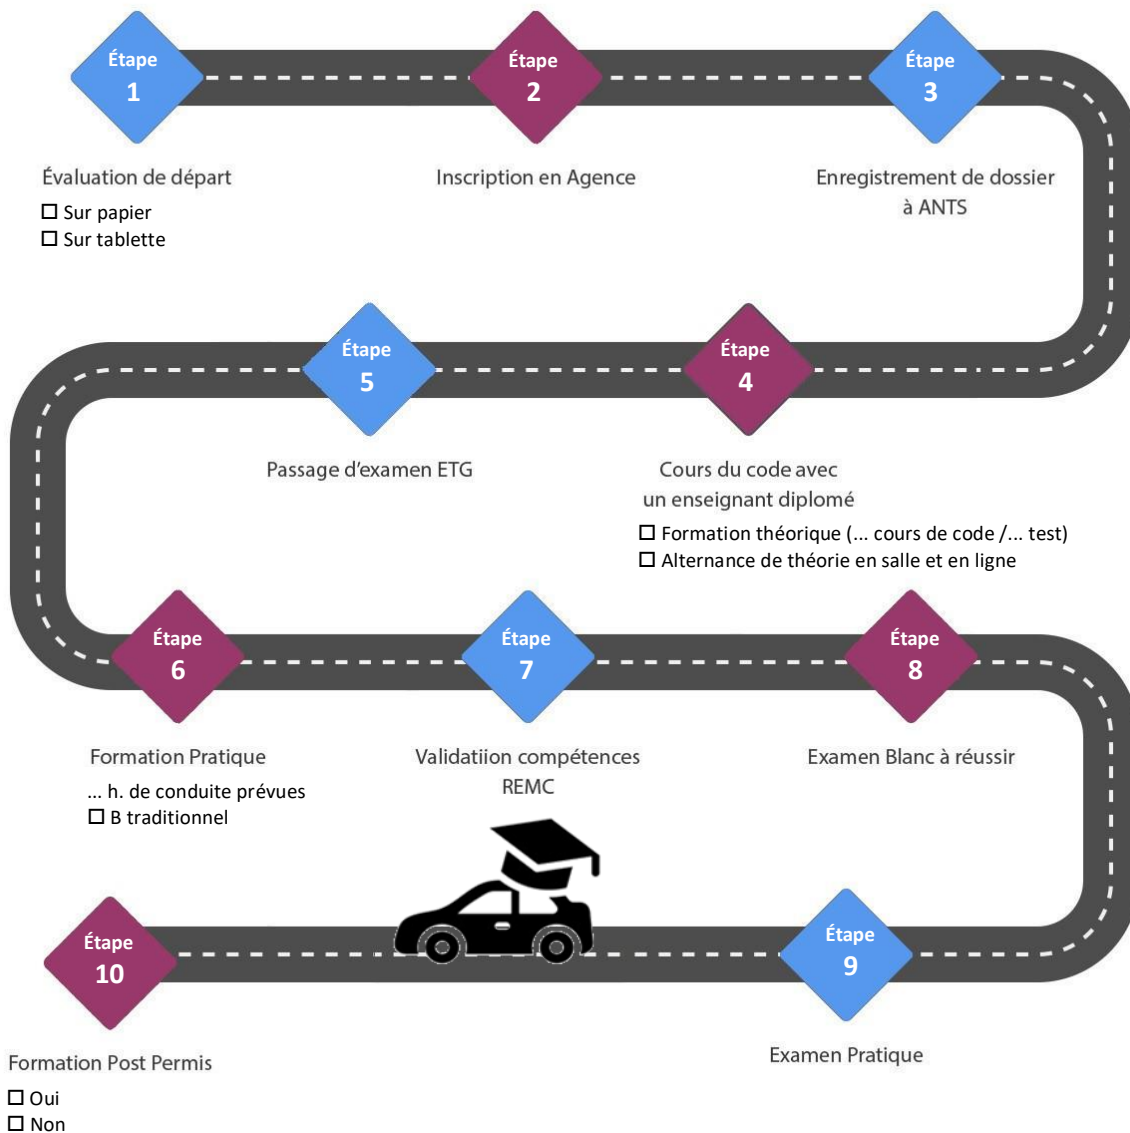 Étape
1
Étape
2
Étape
3
Évaluation de départ
☐ Sur papier
☐ Sur tablette
Inscription en Agence
Enregistrement de dossier
à ANTS
Étape
4
Cours du code avec
un enseignant diplomé
☐ Formation théorique (... cours de code /... test)
☐ Alternance de théorie en salle et en ligne
Étape
5
Passage d’examen ETG
Étape
6
Formation Pratique
... h. de conduite prévues
☐ B traditionnel
Étape
7
Validatiion compétences
REMC
Étape
8
Examen Blanc à réussir
Étape
9
Examen Pratique
Étape
10
Formation Post Permis
☐ Oui
☐ Non